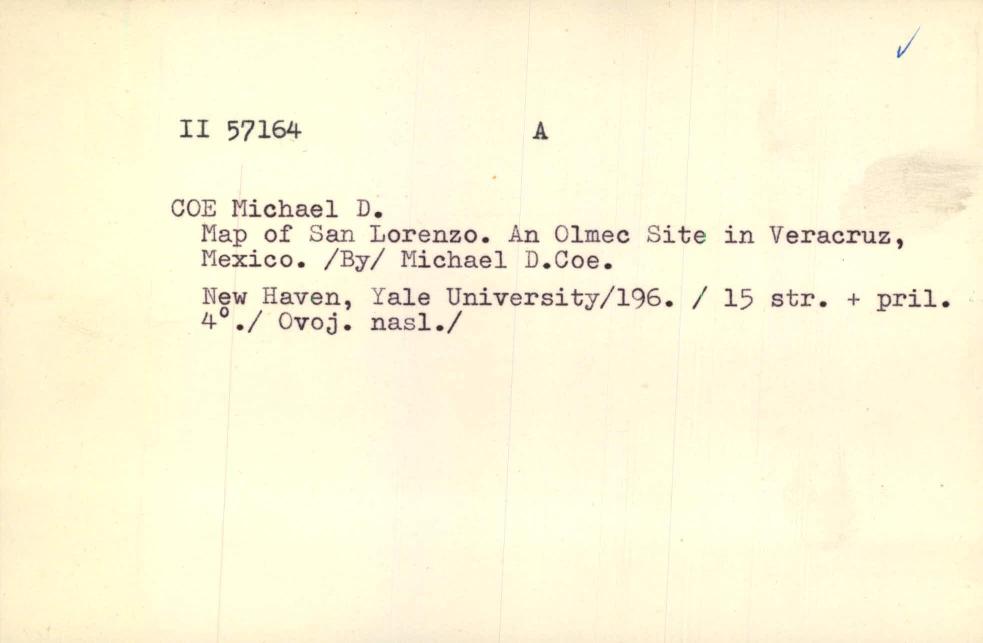 II 57164 A
COE Michael D.
Map of San Lorenzo. An Olmec Site in Veracruz,
Mexico. /By/ Michael D.Coe.
New Haven, Yale University/196. / 15 str. + pril.
4°./ Ovoj. nasl./